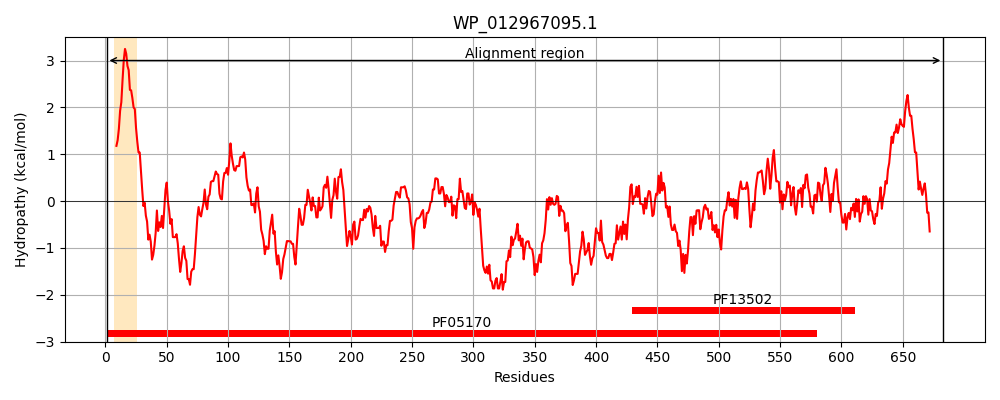 WP_012967095.1
Alignment region
3
2
1
0
−1
−2
−3
Hydropathy (kcal/mol)
PF13502
PF05170
0 50 100 150 200 250 300 350 400 450 500 550 600 650
Residues